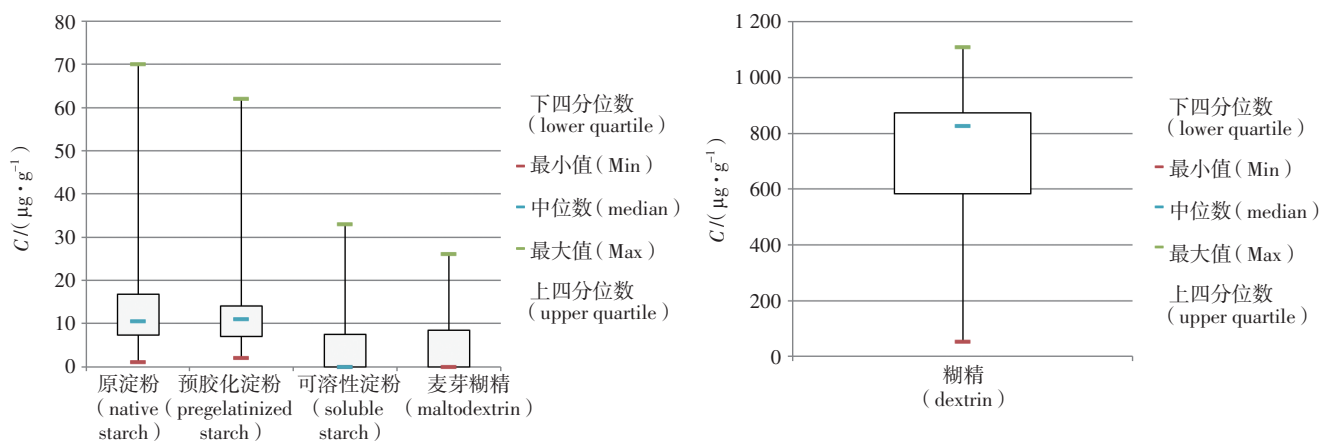 80
70
60
50
40
30
20
10
0
C/(μg·g⁻¹)
原淀粉
(native
starch)
预胶化淀粉
(pregelatinized
starch)
可溶性淀粉
(soluble
starch)
麦芽糊精
(maltodextrin)
下四分位数
(lower quartile)
最小值(Min)
中位数(median)
最大值(Max)
上四分位数
(upper quartile)
1 200
1 000
800
600
400
200
0
C/(μg·g⁻¹)
糊精
(dextrin)
下四分位数
(lower quartile)
最小值(Min)
中位数(median)
最大值(Max)
上四分位数
(upper quartile)